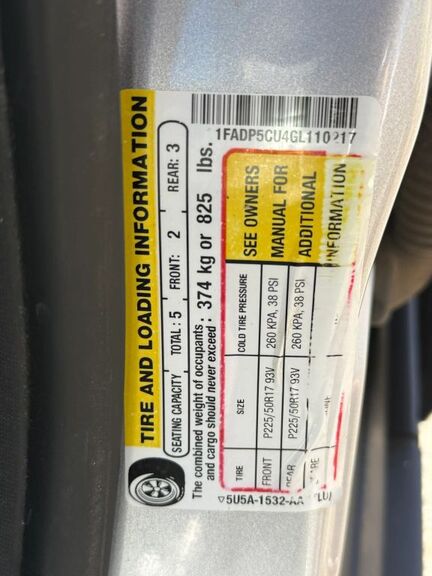 TIRE AND LOADING INFORMATION
SEATING CAPACITY TOTAL: 5 FRONT: 2 REAR: 3
The combined weight of occupants and cargo should never exceed: 374 kg or 825 lbs.
TIRE SIZE COLD TIRE PRESSURE SEE OWNERS
FRONT P225/50R17 93V 260 KPA, 38 PSI MANUAL FOR
REAR P225/50R17 93V 260 KPA, 38 PSI ADDITIONAL
INFORMATION
▽5U5A-1532-AA
1FADP5CU4GL110217